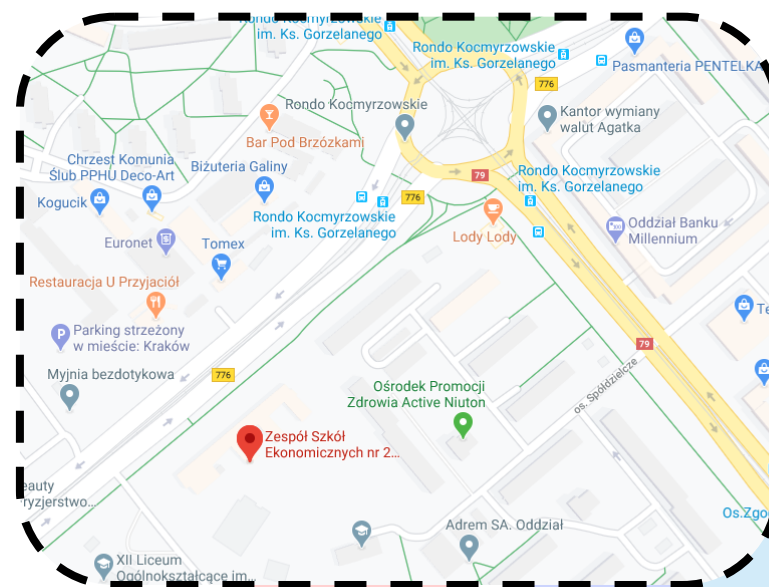 Rondo Kocmyrzowskie
im. Ks. Gorzelanego
Rondo Kocmyrzowskie
im. Ks. Gorzelanego
Pasmanteria PENTELKA
776
Rondo Kocmyrzowskie
Kantor wymiany
walut Agatka
Bar Pod Brzózkami
Chrzest Komunia
Ślub PPHU Deco-Art
Biżuteria Galiny
79
Rondo Kocmyrzowskie
im. Ks. Gorzelanego
Kogucik
776
Rondo Kocmyrzowskie
im. Ks. Gorzelanego
Oddział Banku
Millennium
Euronet
Tomex
Lody Lody
Restauracja U Przyjaciół
Te
P
Parking strzeżony
w mieście: Kraków
79
Myjnia bezdotykowa
776
os. Spółdzielcze
Ośrodek Promocji
Zdrowia Active Niuton
Zespół Szkół
Ekonomicznych nr 2...
eauty
ryzjerstwo...
Os.Zgo
Adrem SA. Oddział
XII Liceum
Ogólnokształcące im...